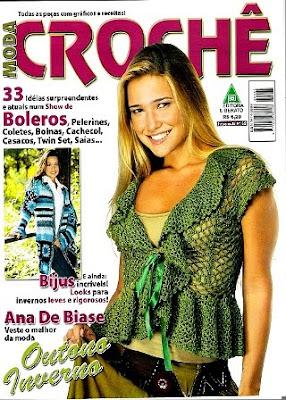 Todas as peças com gráficos e receitas!
MODA
CROCHÊ
33 Idéias surpreendentes
e atuais num Show de
Boleros, Pelerines,
Coletes, Boinas, Cachecol,
Casacos, Twin Set, Saias...
EDITORA
LIBERATO
Bijus E ainda:
incríveis!
Looks para
invernos leves e rigorosos!
Ana De Biase
Veste o melhor
da moda
Outono
Inverno